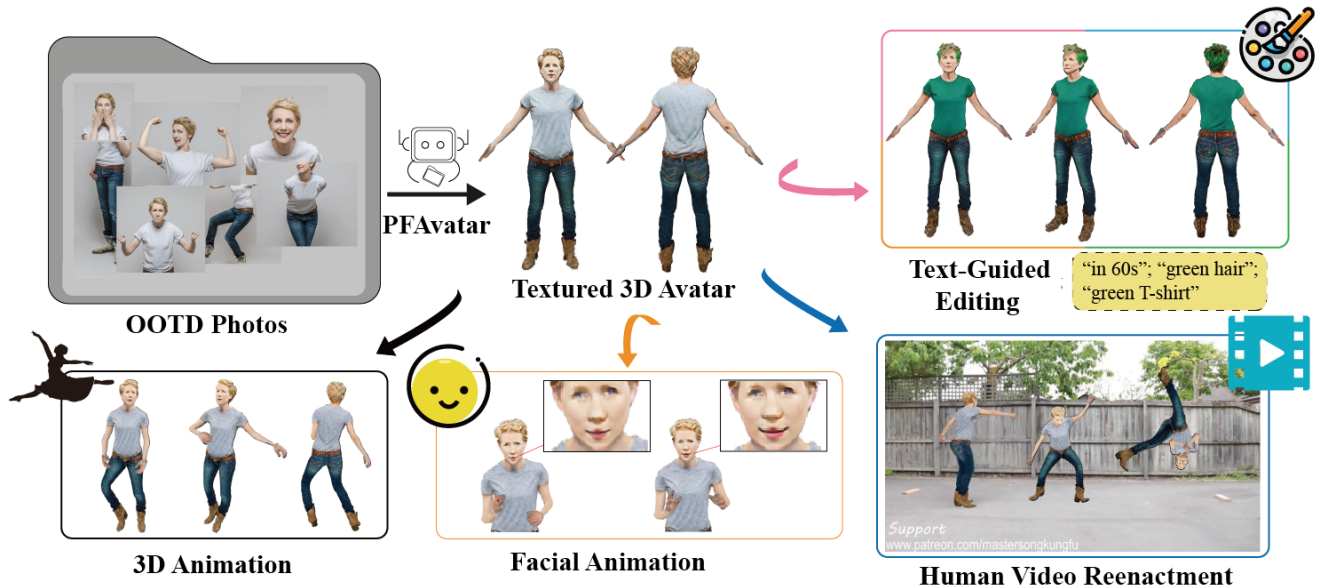 PFAvatar
OOTD Photos
Textured 3D Avatar
Text-Guided
Editing
“in 60s”; “green hair”;
“green T-shirt”
3D Animation
Facial Animation
Support
www.patreon.com/mastersongkungfu
Human Video Reenactment